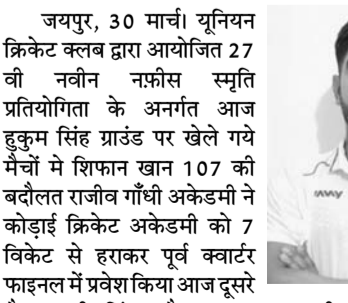 जयपुर, 30 मार्च। यूनियन
क्रिकेट क्लब द्वारा आयोजित 27
वी नवीन नफ़ीस स्मृति
प्रतियोगिता के अनर्गत आज
हुकुम सिंह ग्राउंड पर खेले गये
मैचों मे शिफान खान 107 की
बदौलत राजीव गाँधी अकेडमी ने
कोड़ाई क्रिकेट अकेडमी को 7
विकेट से हराकर पूर्व क्वार्टर
फाइनल में प्रवेश किया आज दूसरे